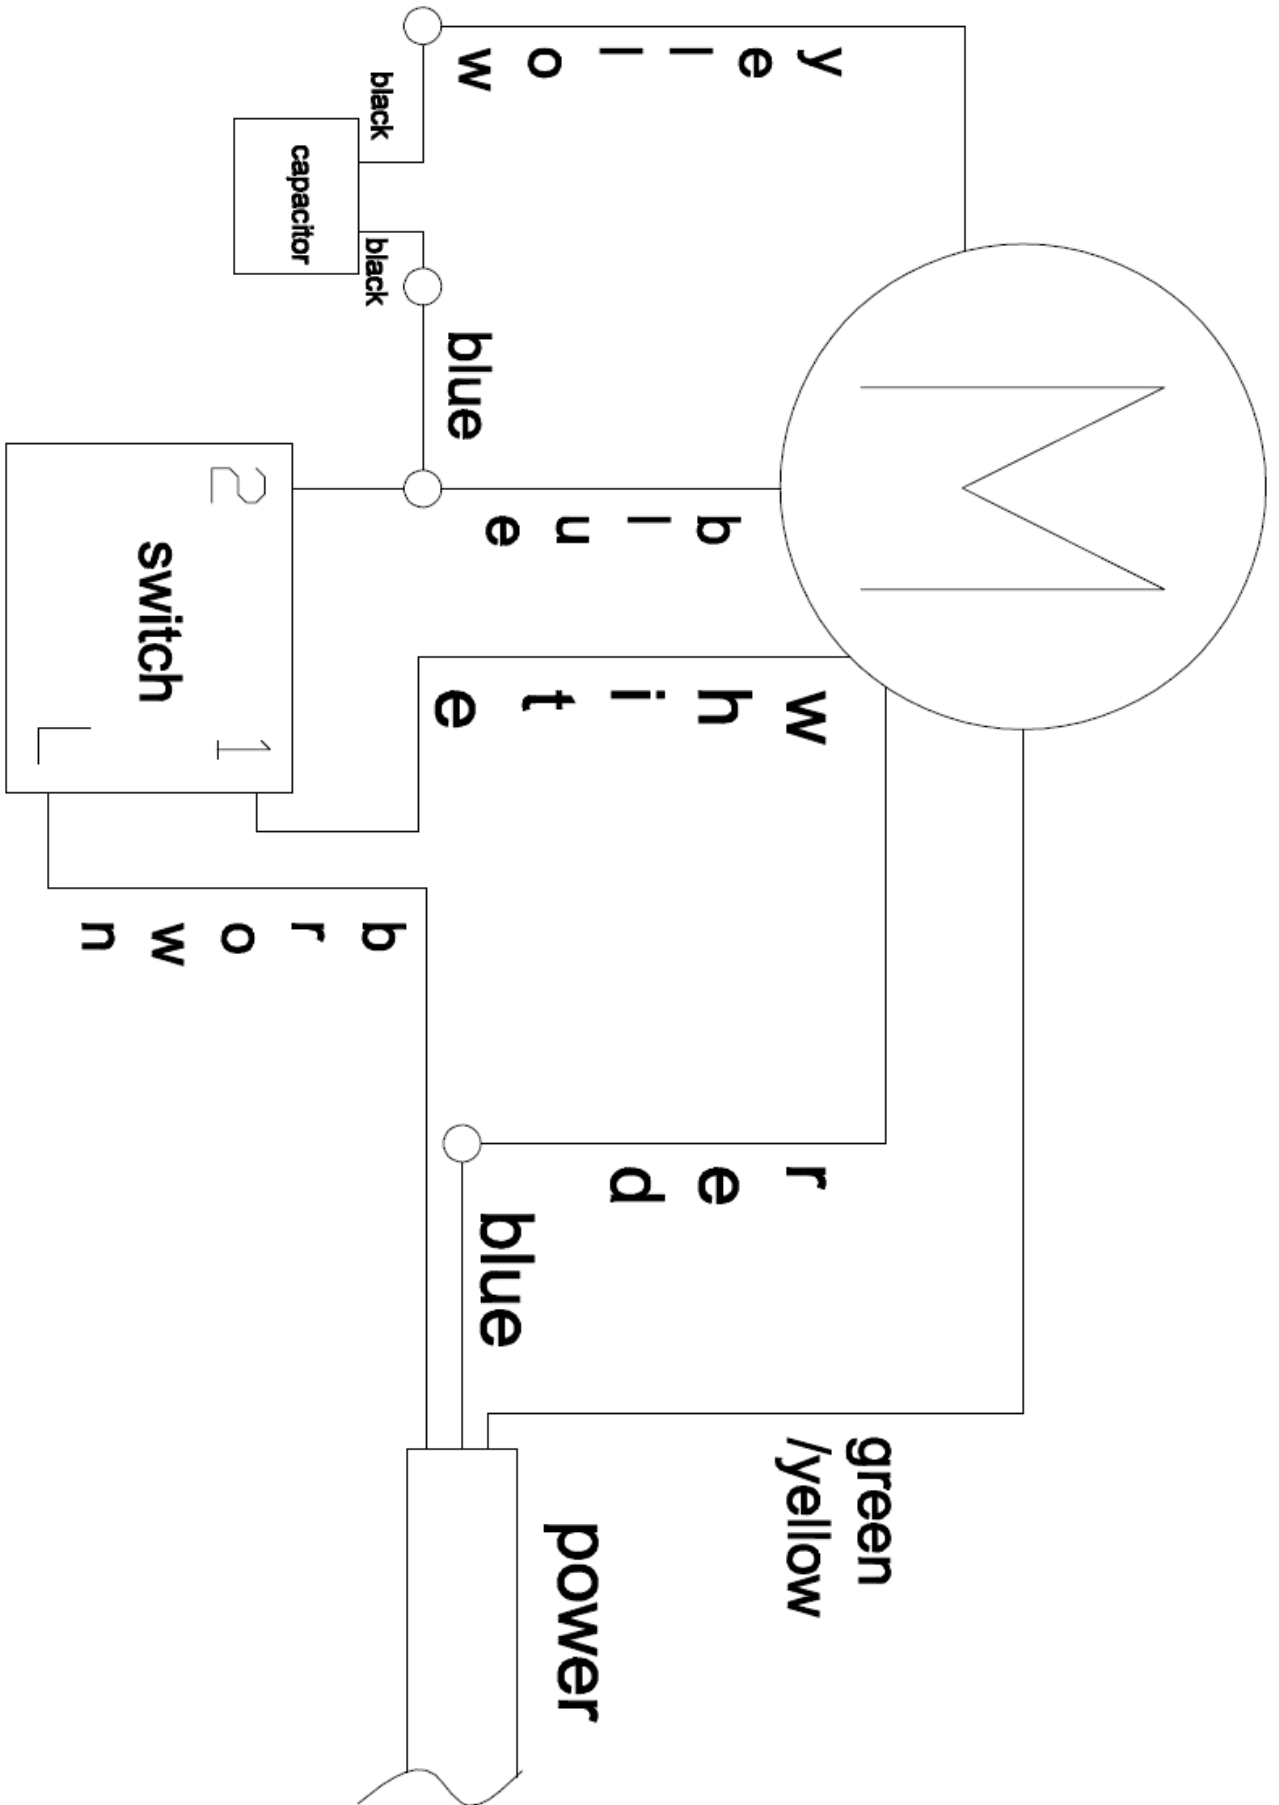 yellow
black
capacitor
black
blue
blue
M
2
switch
1
L
white
brown
red
blue
green
/yellow
power